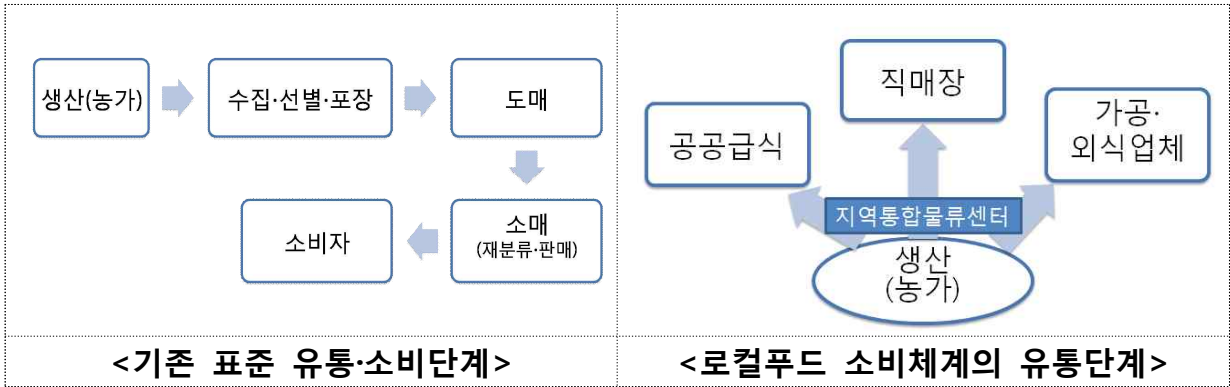 생산(농가)
수집·선별·포장
도매
소매
(재분류·판매)
소비자
<기존 표준 유통·소비단계>
직매장
공공급식
가공·
외식업체
지역통합물류센터
생산
(농가)
<로컬푸드 소비체계의 유통단계>